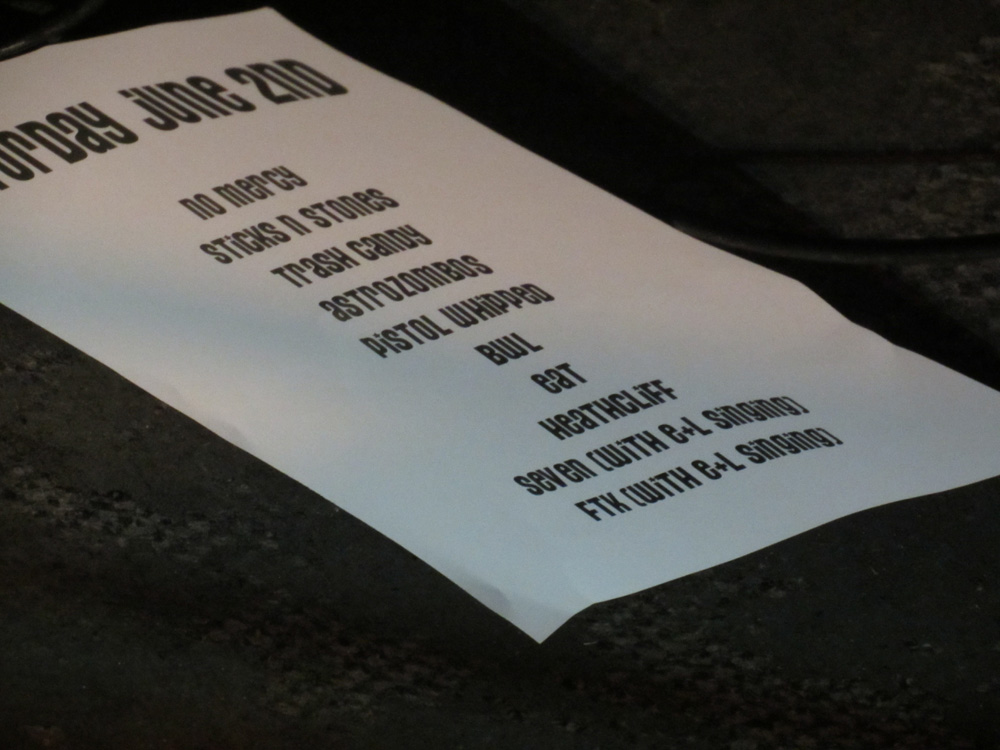 urday june 2nd
no mercy
sticks n stones
trash candy
astrozombos
pistol whipped
bwl
eat
heathcliff
seven (with e+l singing)
ftk (with e+l singing)